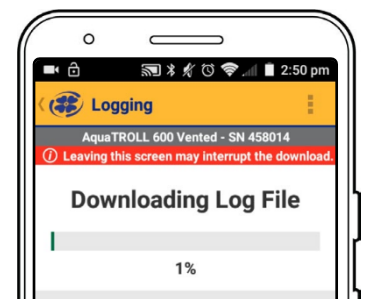 2:50 pm
Logging
AquaTROLL 600 Vented - SN 458014
Leaving this screen may interrupt the download.
Downloading Log File
1%